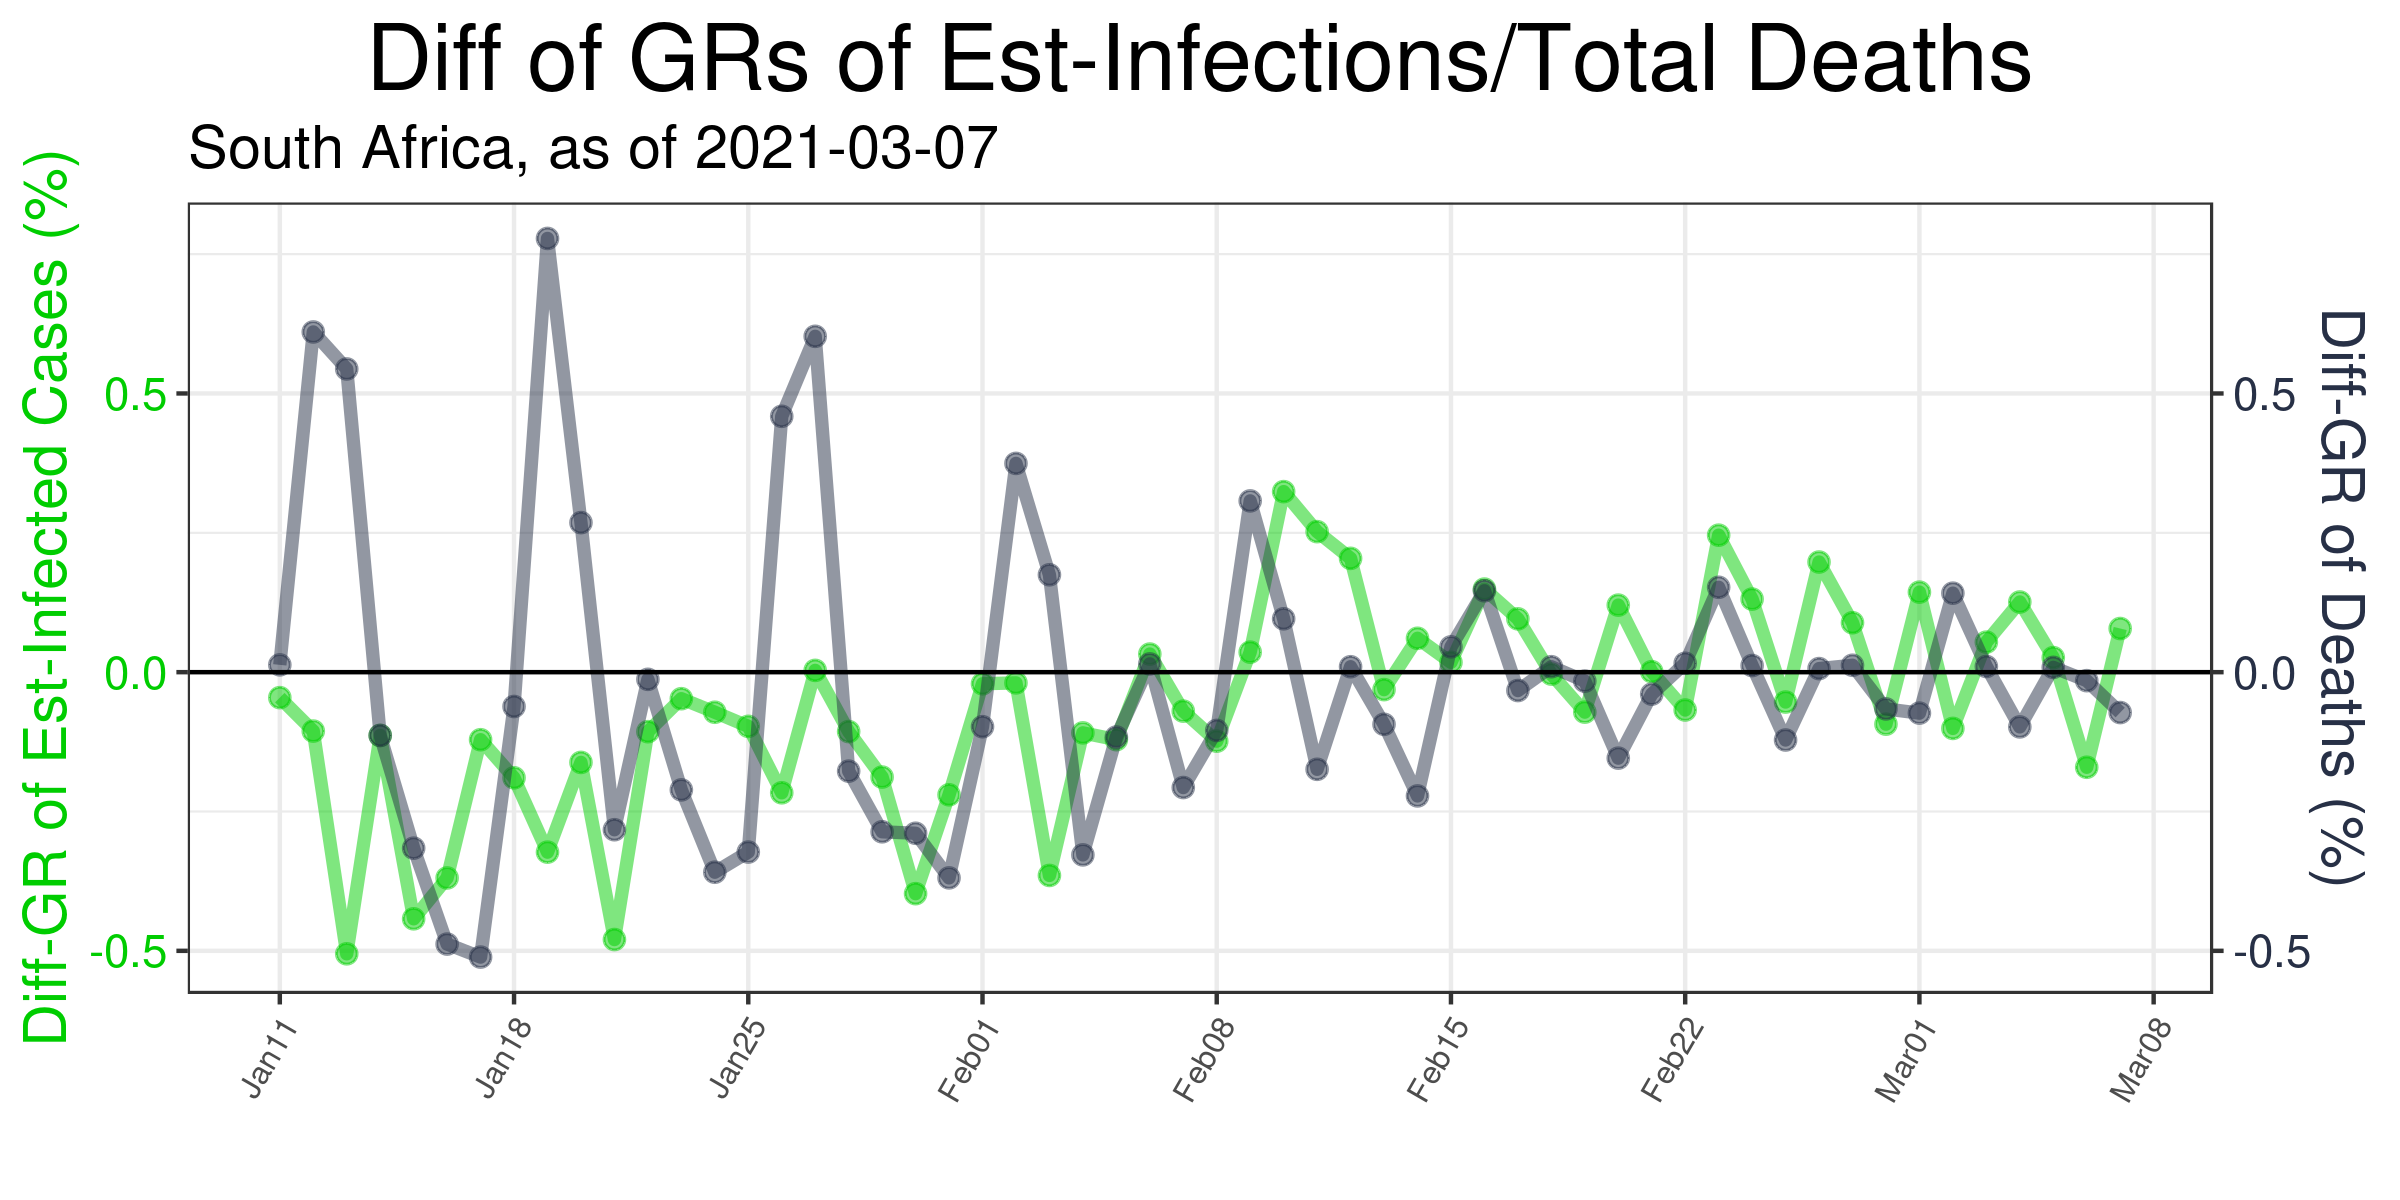 Diff of GRs of Est-Infections/Total Deaths
South Africa, as of 2021-03-07
Diff-GR of Est-Infected Cases (%)
0.5
0.0
-0.5
0.5
0.0
-0.5
Diff-GR of Deaths (%)
Jan11
Jan18
Jan25
Feb01
Feb08
Feb15
Feb22
Mar01
Mar08